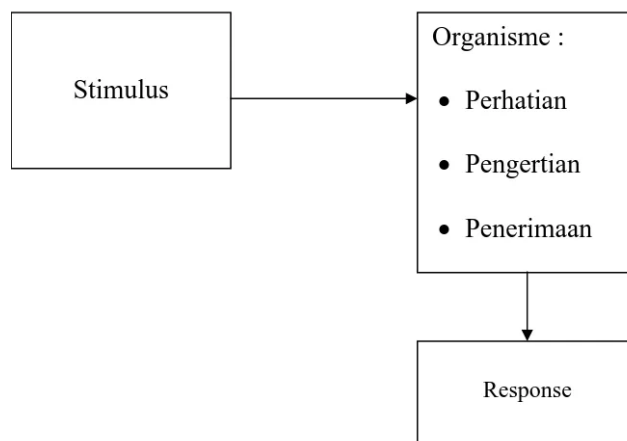 Stimulus
Organisme :
• Perhatian
• Pengertian
• Penerimaan
Response